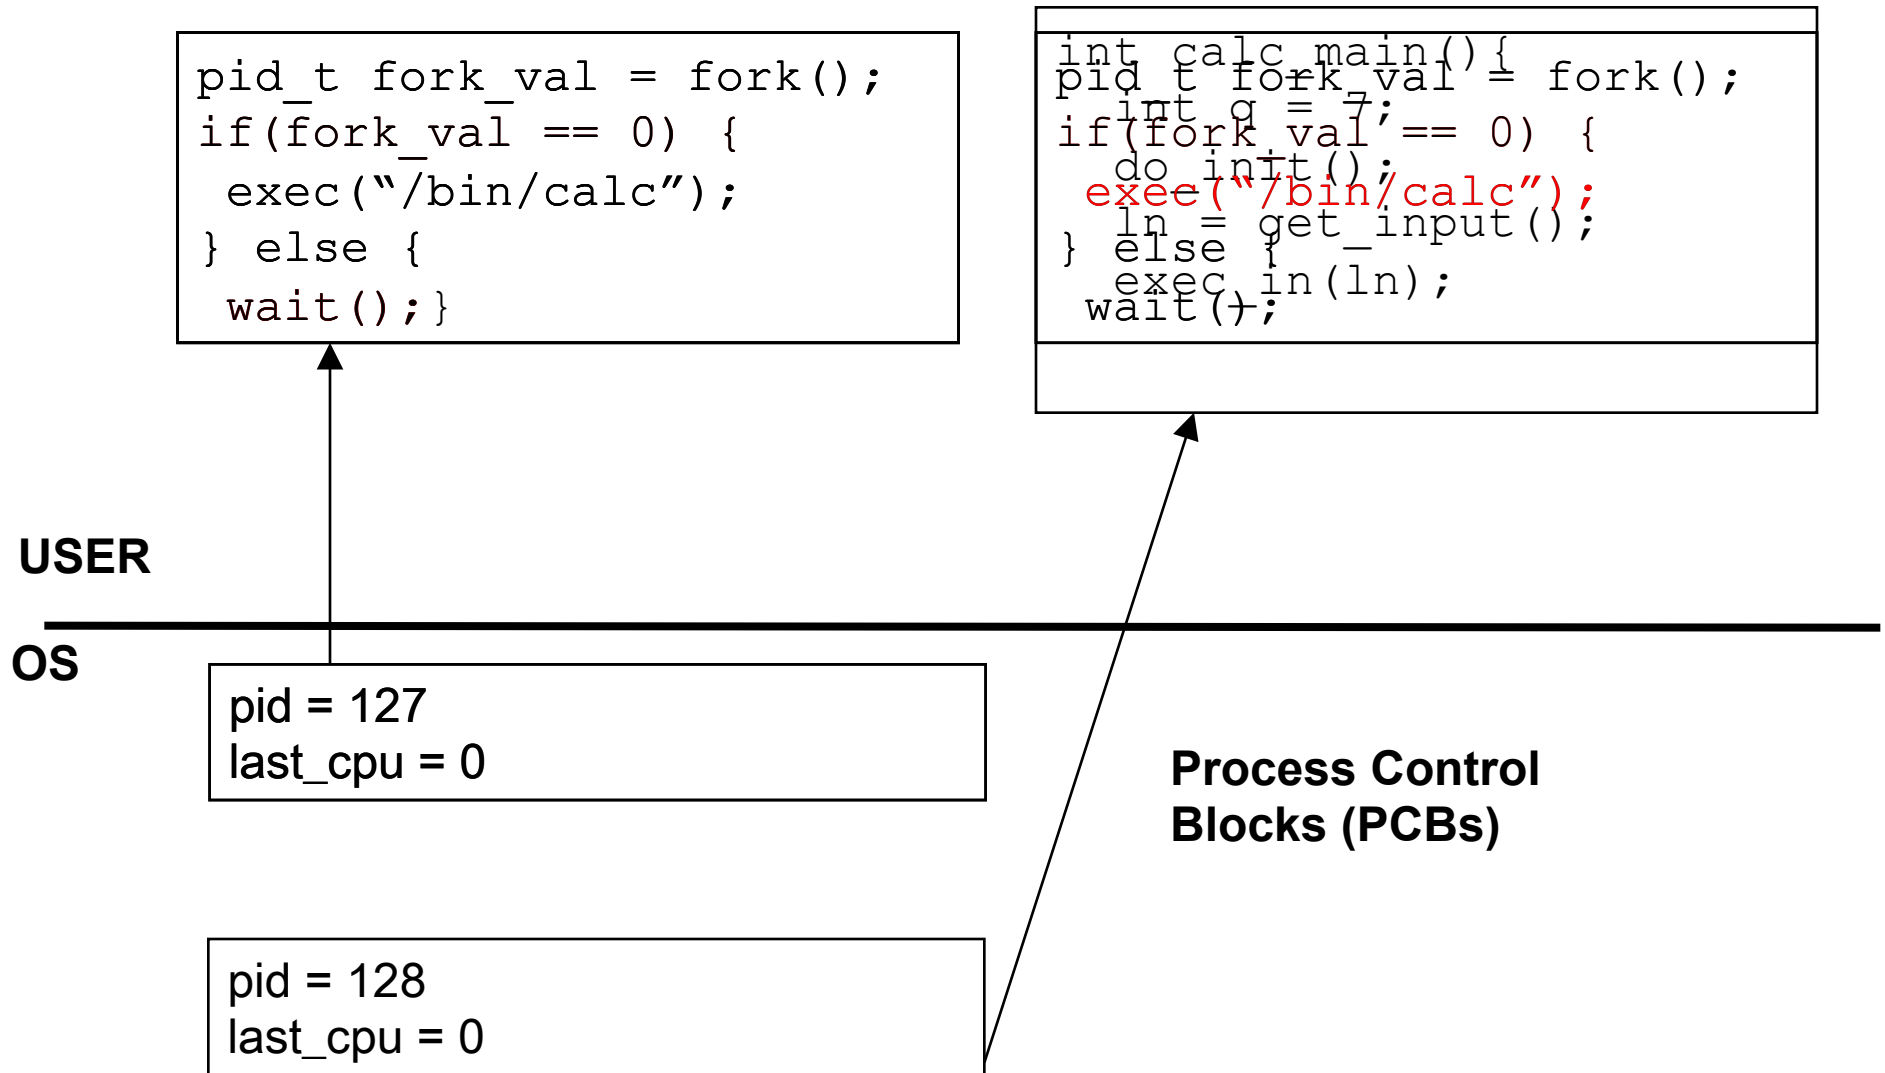 pid_t fork_val = fork();
if(fork_val == 0) {
exec(“/bin/calc”);
} else {
wait();}
int calc_main(){
int q = 7;
do_init();
ln = get_input();
exec_in(ln);
pid_t fork_val = fork();
if(fork_val == 0) {
exec(“/bin/calc”);
} else {
wait();
USER
OS
pid = 127
last_cpu = 0
Process Control
Blocks (PCBs)
pid = 128
last_cpu = 0